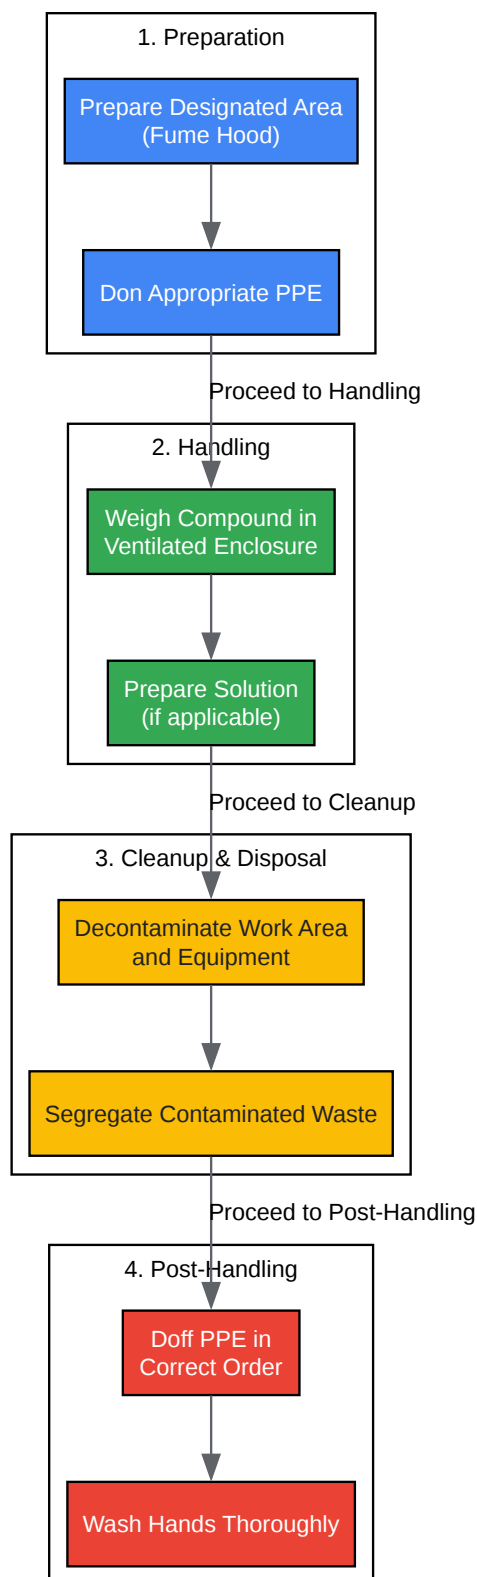 1. Preparation
Prepare Designated Area
(Fume Hood)
Don Appropriate PPE
Proceed to Handling
2. Handling
Weigh Compound in
Ventilated Enclosure
Prepare Solution
(if applicable)
Proceed to Cleanup
3. Cleanup & Disposal
Decontaminate Work Area
and Equipment
Segregate Contaminated Waste
Proceed to Post-Handling
4. Post-Handling
Doff PPE in
Correct Order
Wash Hands Thoroughly